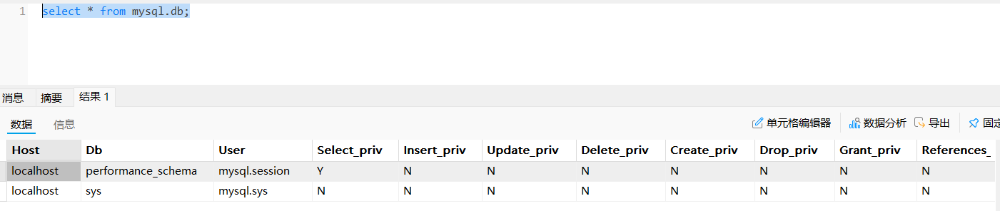 1 select * from mysql.db;
消息 摘要 结果 1
数据 信息 单元格编辑器 数据分析 导出 固定
Host Db User Select_priv Insert_priv Update_priv Delete_priv Create_priv Drop_priv Grant_priv References_
localhost performance_schema mysql.session Y N N N N N N N
localhost sys mysql.sys N N N N N N N N